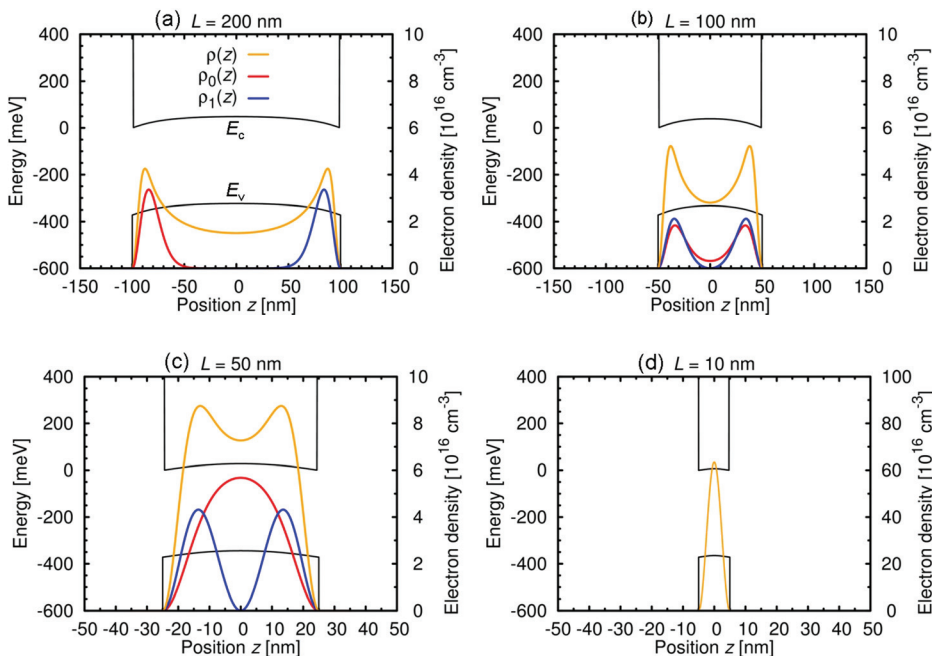 (a) L = 200 nm
400
200
0
-200
-400
-600
Energy [meV]
ρ(z)
ρ0(z)
ρ1(z)
Ec
Ev
10
8
6
4
2
0
Electron density [10^16 cm^-3]
-150 -100 -50 0 50 100 150
Position z [nm]
(b) L = 100 nm
400
200
0
-200
-400
-600
Energy [meV]
10
8
6
4
2
0
Electron density [10^16 cm^-3]
-150 -100 -50 0 50 100 150
Position z [nm]
(c) L = 50 nm
400
200
0
-200
-400
-600
Energy [meV]
10
8
6
4
2
0
Electron density [10^16 cm^-3]
-50 -40 -30 -20 -10 0 10 20 30 40 50
Position z [nm]
(d) L = 10 nm
400
200
0
-200
-400
-600
Energy [meV]
100
80
60
40
20
0
Electron density [10^16 cm^-3]
-50 -40 -30 -20 -10 0 10 20 30 40 50
Position z [nm]